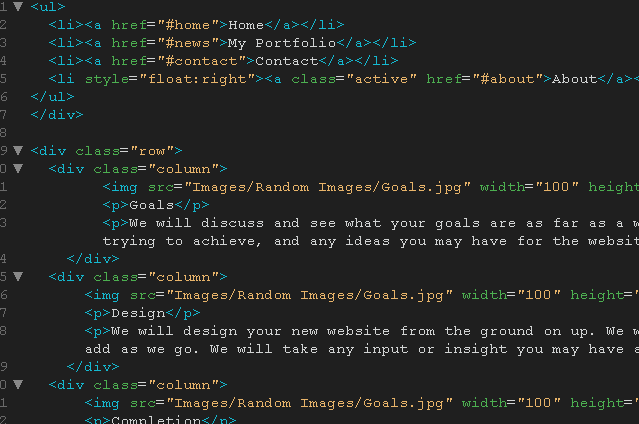 1 <ul>
2 <li><a href="#home">Home</a></li>
3 <li><a href="#news">My Portfolio</a></li>
4 <li><a href="#contact">Contact</a></li>
5 <li style="float:right"><a class="active" href="#about">About</a><
6 </ul>
7 </div>
8
9 <div class="row">
0 <div class="column">
1 <img src="Images/Random Images/Goals.jpg" width="100" height
2 <p>Goals</p>
3 <p>We will discuss and see what your goals are as far as a w
trying to achieve, and any ideas you may have for the websit
4 </div>
5 <div class="column">
6 <img src="Images/Random Images/Goals.jpg" width="100" height=
7 <p>Design</p>
8 <p>We will design your new website from the ground on up. We w
add as we go. We will take any input or insight you may have a
9 </div>
0 <div class="column">
1 <img src="Images/Random Images/Goals.jpg" width="100" height=
2 <p>Completion</p>